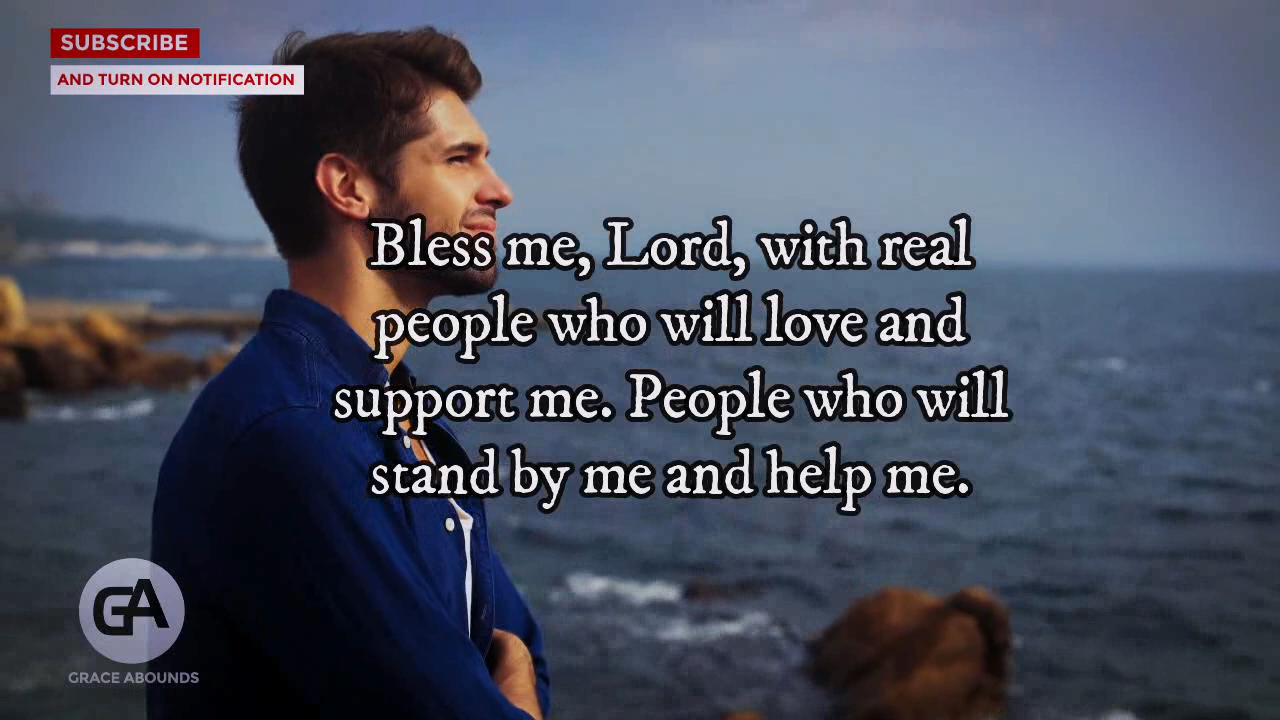 SUBSCRIBE
AND TURN ON NOTIFICATION
Bless me, Lord, with real
people who will love and
support me. People who will
stand by me and help me.
GA
GRACE ABOUNDS